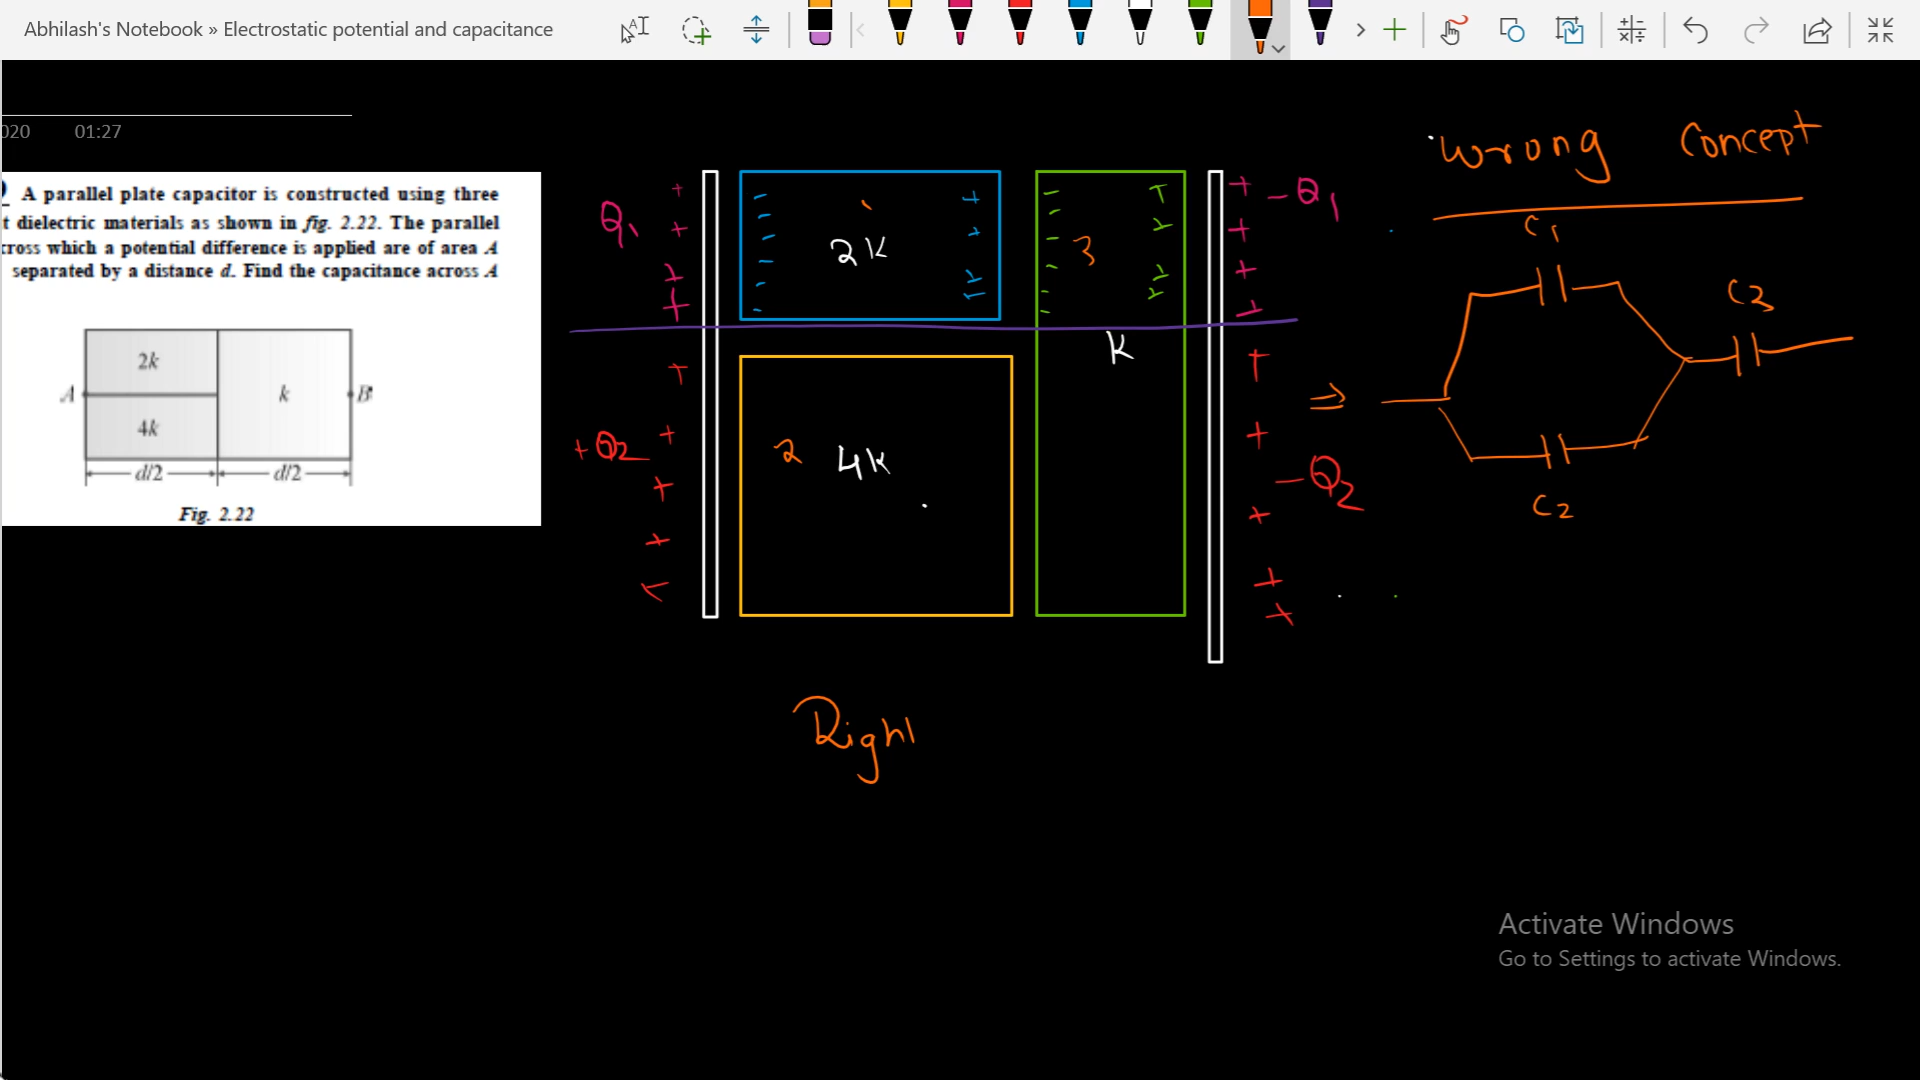 Abhilash's Notebook » Electrostatic potential and capacitance
020 01:27
A parallel plate capacitor is constructed using three
t dielectric materials as shown in fig. 2.22. The parallel
cross which a potential difference is applied are of area A
separated by a distance d. Find the capacitance across A
2k
A
k
B
4k
d/2
d/2
Fig. 2.22
Q1
+Q2
1
2K
2
4K
3
K
-Q1
-Q2
Right
Wrong Concept
C1
C3
⇒
C2
Activate Windows
Go to Settings to activate Windows.